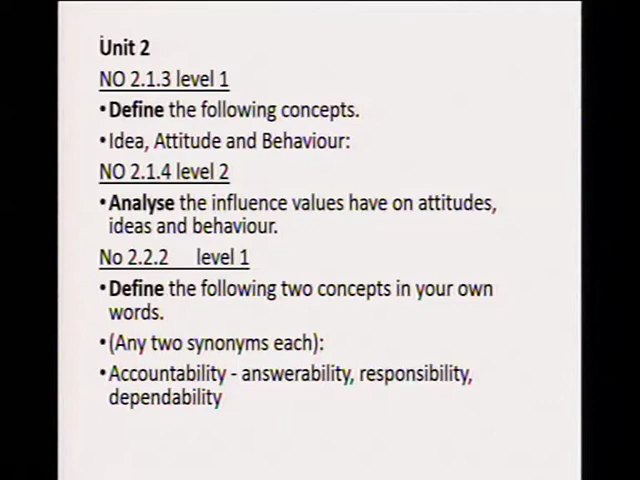 Unit 2
NO 2.1.3 level 1
•Define the following concepts.
•Idea, Attitude and Behaviour:
NO 2.1.4 level 2
•Analyse the influence values have on attitudes,
ideas and behaviour.
No 2.2.2 level 1
•Define the following two concepts in your own
words.
•(Any two synonyms each):
•Accountability - answerability, responsibility,
dependability